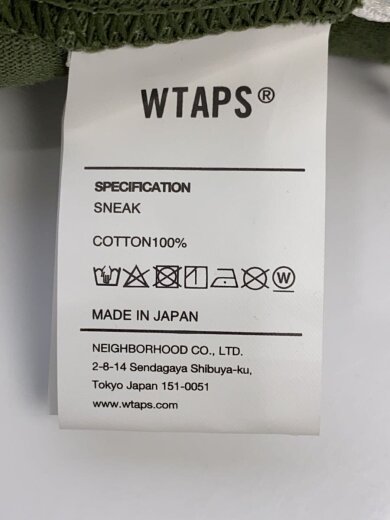 WTAPS®
SPECIFICATION
SNEAK
COTTON100%
W
MADE IN JAPAN
NEIGHBORHOOD CO., LTD.
2-8-14 Sendagaya Shibuya-ku,
Tokyo Japan 151-0051
www.wtaps.com